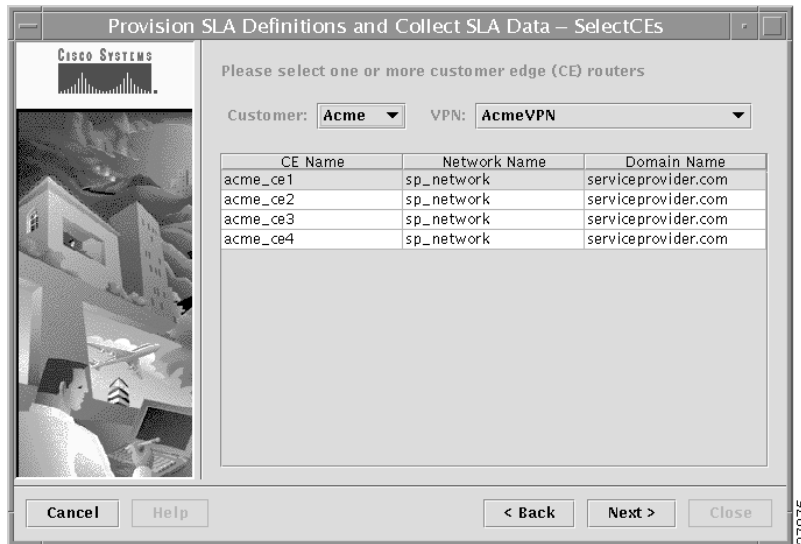 Provision SLA Definitions and Collect SLA Data – SelectCEs
CISCO SYSTEMS
Please select one or more customer edge (CE) routers
Customer: Acme VPN: AcmeVPN
CE Name Network Name Domain Name
acme_ce1 sp_network serviceprovider.com
acme_ce2 sp_network serviceprovider.com
acme_ce3 sp_network serviceprovider.com
acme_ce4 sp_network serviceprovider.com
Cancel Help < Back Next > Close